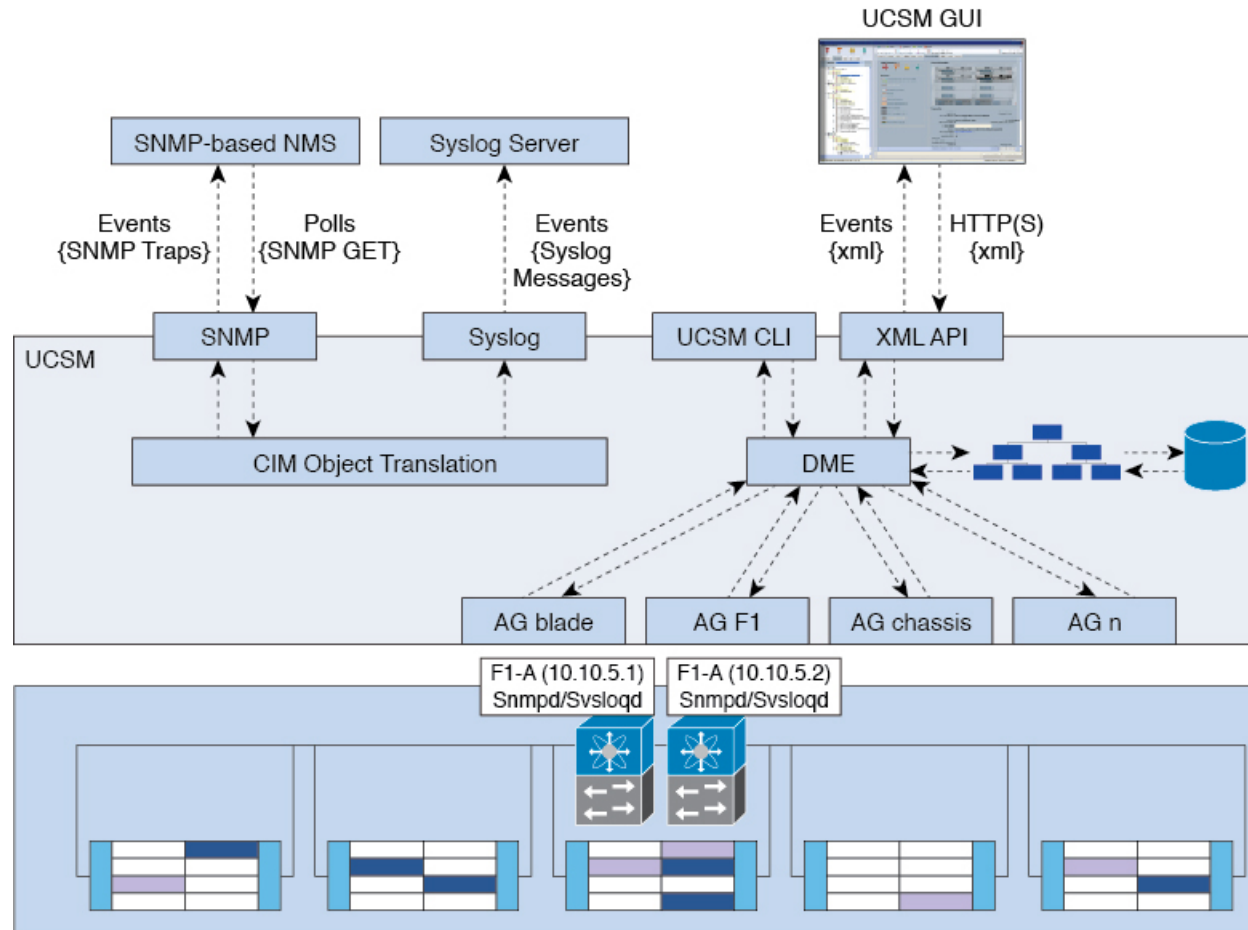 UCSM GUI
SNMP-based NMS
Syslog Server
Events
{SNMP Traps}
Polls
{SNMP GET}
Events
{Syslog
Messages}
Events
{xml}
HTTP(S)
{xml}
SNMP
Syslog
UCSM CLI
XML API
UCSM
CIM Object Translation
DME
AG blade
AG F1
AG chassis
AG n
F1-A (10.10.5.1)
Snmpd/Svsloqd
F1-A (10.10.5.2)
Snmpd/Svsloqd